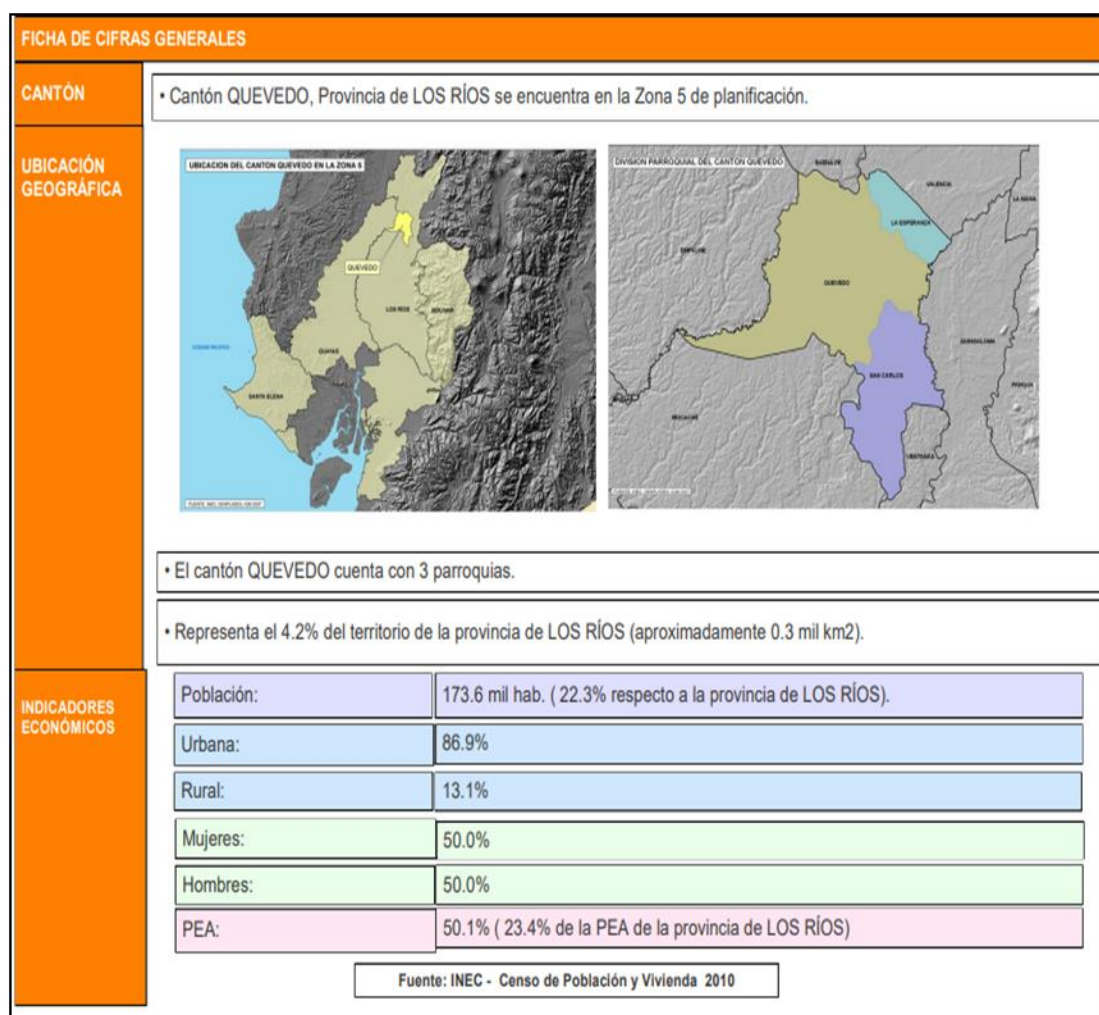 FICHA DE CIFRAS GENERALES
CANTÓN
• Cantón QUEVEDO, Provincia de LOS RÍOS se encuentra en la Zona 5 de planificación.
UBICACIÓN
GEOGRÁFICA
UBICACION DEL CANTON QUEVEDO EN LA ZONA 5
QUEVEDO
LOS RÍOS
BOLIVAR
GUAYAS
SANTA ELENA
DIVISION PARROQUIAL DEL CANTON QUEVEDO
VALENCIA
LA MANA
LA ESPERANZA
QUEVEDO
SAN CARLOS
MOCACHE
• El cantón QUEVEDO cuenta con 3 parroquias.
• Representa el 4.2% del territorio de la provincia de LOS RÍOS (aproximadamente 0.3 mil km2).
INDICADORES
ECONÓMICOS
Población: 173.6 mil hab. ( 22.3% respecto a la provincia de LOS RÍOS).
Urbana: 86.9%
Rural: 13.1%
Mujeres: 50.0%
Hombres: 50.0%
PEA: 50.1% ( 23.4% de la PEA de la provincia de LOS RÍOS)
Fuente: INEC - Censo de Población y Vivienda 2010